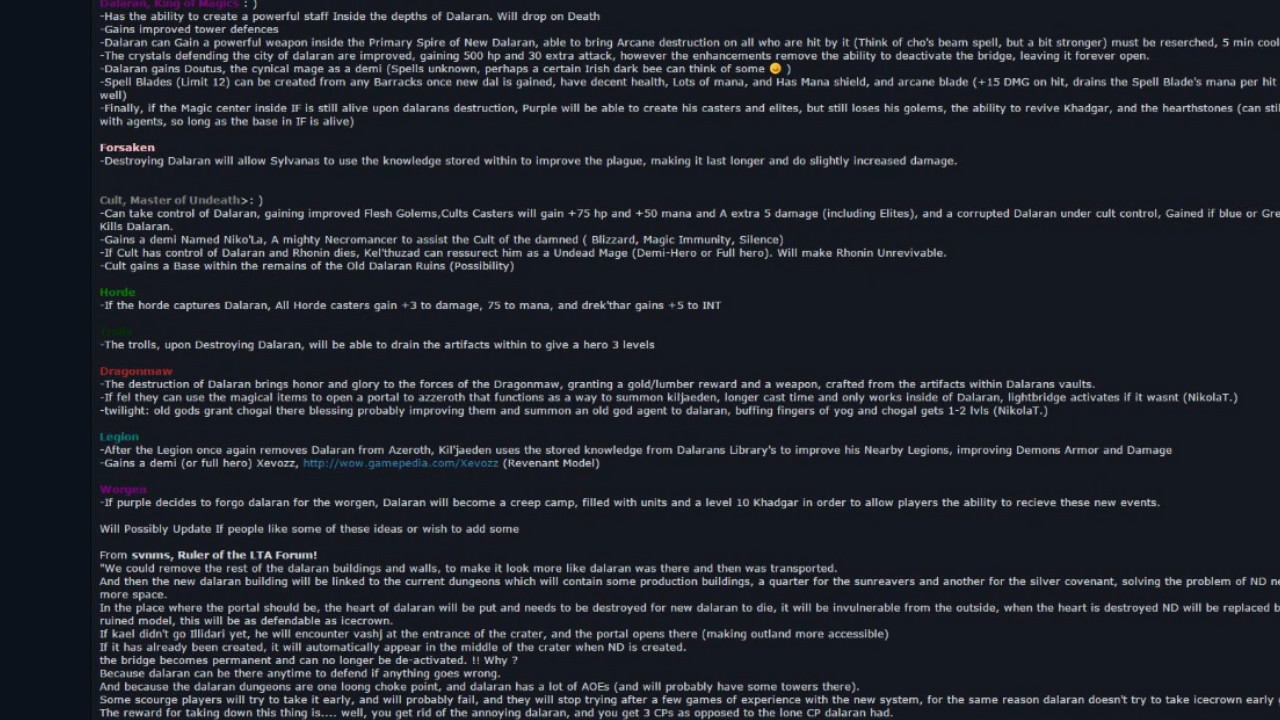 Dalaran, King of Magics : )
-Has the ability to create a powerful staff Inside the depths of Dalaran. Will drop on Death
-Gains improved tower defences
-Dalaran can Gain a powerful weapon inside the Primary Spire of New Dalaran, able to bring Arcane destruction on all who are hit by it (Think of cho's beam spell, but a bit stronger) must be reserched, 5 min cool
-The crystals defending the city of dalaran are improved, gaining 500 hp and 30 extra attack, however the enhancements remove the ability to deactivate the bridge, leaving it forever open.
-Dalaran gains Doutus, the cynical mage as a demi (Spells unknown, perhaps a certain Irish dark bee can think of some 😀 )
-Spell Blades (Limit 12) can be created from any Barracks once new dal is gained, have decent health, Lots of mana, and Has Mana shield, and arcane blade (+15 DMG on hit, drains the Spell Blade's mana per hit
well)
-Finally, if the Magic center inside IF is still alive upon dalarans destruction, Purple will be able to create his casters and elites, but still loses his golems, the ability to revive Khadgar, and the hearthstones (can sti
with agents, so long as the base in IF is alive)
Forsaken
-Destroying Dalaran will allow Sylvanas to use the knowledge stored within to improve the plague, making it last longer and do slightly increased damage.
Cult, Master of Undeath>: )
-Can take control of Dalaran, gaining improved Flesh Golems,Cults Casters will gain +75 hp and +50 mana and A extra 5 damage (including Elites), and a corrupted Dalaran under cult control, Gained if blue or Gre
Kills Dalaran.
-Gains a demi Named Niko'La, A mighty Necromancer to assist the Cult of the damned ( Blizzard, Magic Immunity, Silence)
-If Cult has control of Dalaran and Rhonin dies, Kel'thuzad can ressurect him as a Undead Mage (Demi-Hero or Full hero). Will make Rhonin Unrevivable.
-Cult gains a Base within the remains of the Old Dalaran Ruins (Possibility)
Horde
-If the horde captures Dalaran, All Horde casters gain +3 to damage, 75 to mana, and drek'thar gains +5 to INT
-The trolls, upon Destroying Dalaran, will be able to drain the artifacts within to give a hero 3 levels
Dragonmaw
-The destruction of Dalaran brings honor and glory to the forces of the Dragonmaw, granting a gold/lumber reward and a weapon, crafted from the artifacts within Dalarans vaults.
-If fel they can use the magical items to open a portal to azzeroth that functions as a way to summon kiljaeden, longer cast time and only works inside of Dalaran, lightbridge activates if it wasnt (NikolaT.)
-twilight: old gods grant chogal there blessing probably improving them and summon an old god agent to dalaran, buffing fingers of yog and chogal gets 1-2 lvls (NikolaT.)
Legion
-After the Legion once again removes Dalaran from Azeroth, Kil'jaeden uses the stored knowledge from Dalarans Library's to improve his Nearby Legions, improving Demons Armor and Damage
-Gains a demi (or full hero) Xevozz, http://wow.gamepedia.com/Xevozz (Revenant Model)
Worgen
-If purple decides to forgo dalaran for the worgen, Dalaran will become a creep camp, filled with units and a level 10 Khadgar in order to allow players the ability to recieve these new events.
Will Possibly Update If people like some of these ideas or wish to add some
From svnms, Ruler of the LTA Forum!
"We could remove the rest of the dalaran buildings and walls, to make it look more like dalaran was there and then was transported.
And then the new dalaran building will be linked to the current dungeons which will contain some production buildings, a quarter for the sunreavers and another for the silver covenant, solving the problem of ND ne
more space.
In the place where the portal should be, the heart of dalaran will be put and needs to be destroyed for new dalaran to die, it will be invulnerable from the outside, when the heart is destroyed ND will be replaced b
ruined model, this will be as defendable as icecrown.
If kael didn't go Illidari yet, he will encounter vashj at the entrance of the crater, and the portal opens there (making outland more accessible)
If it has already been created, it will automatically appear in the middle of the crater when ND is created.
the bridge becomes permanent and can no longer be de-activated. !! Why ?
Because dalaran can be there anytime to defend if anything goes wrong.
And because the dalaran dungeons are one loong choke point, and dalaran has a lot of AOEs (and will probably have some towers there).
Some scourge players will try to take it early, and will probably fail, and they will stop trying after a few games of experience with the new system, for the same reason dalaran doesn't try to take icecrown early
The reward for taking down this thing is.... well, you get rid of the annoying dalaran, and you get 3 CPs as opposed to the lone CP dalaran had.